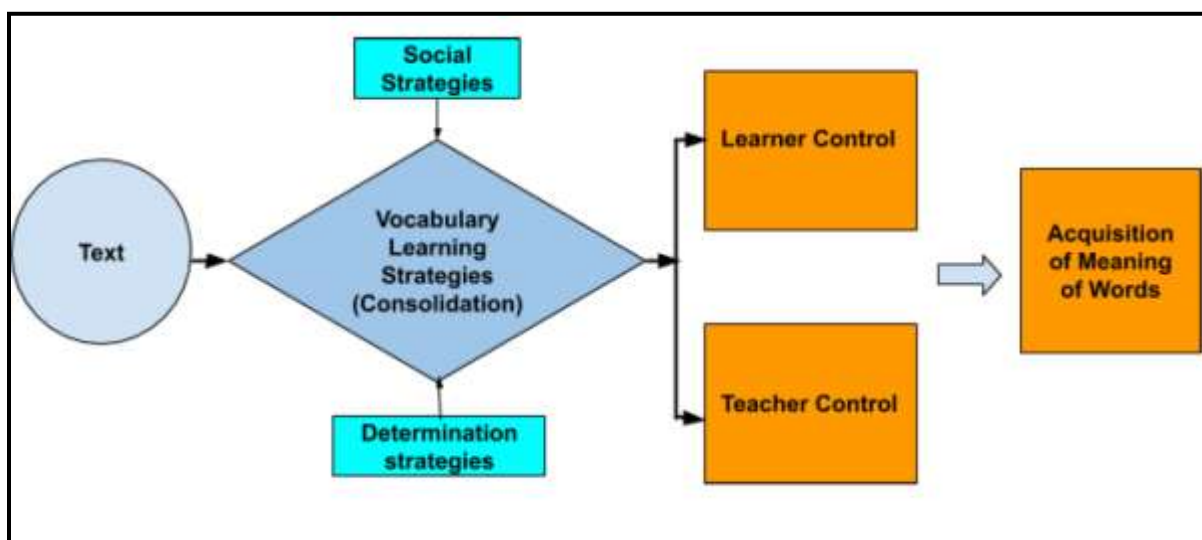 Social
Strategies
Text
Vocabulary
Learning
Strategies
(Consolidation)
Determination
strategies
Learner Control
Teacher Control
Acquisition
of Meaning
of Words